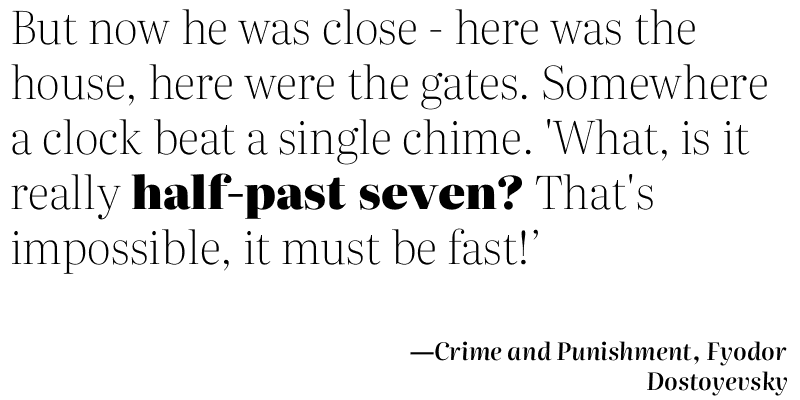 But now he was close - here was the
house, here were the gates. Somewhere
a clock beat a single chime. 'What, is it
really half-past seven? That's
impossible, it must be fast!’
—Crime and Punishment, Fyodor
Dostoyevsky